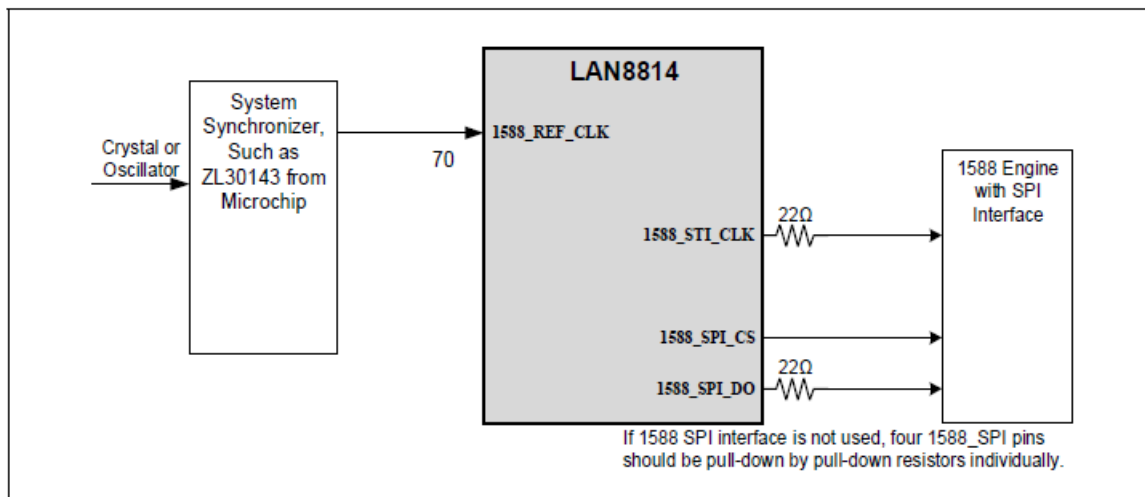 LAN8814
System
Synchronizer,
Such as
ZL30143 from
Microchip
Crystal or
Oscillator
1588_REF_CLK
70
1588 Engine
with SPI
Interface
22Ω
1588_STI_CLK
1588_SPI_CS
22Ω
1588_SPI_DO
If 1588 SPI interface is not used, four 1588_SPI pins
should be pull-down by pull-down resistors individually.